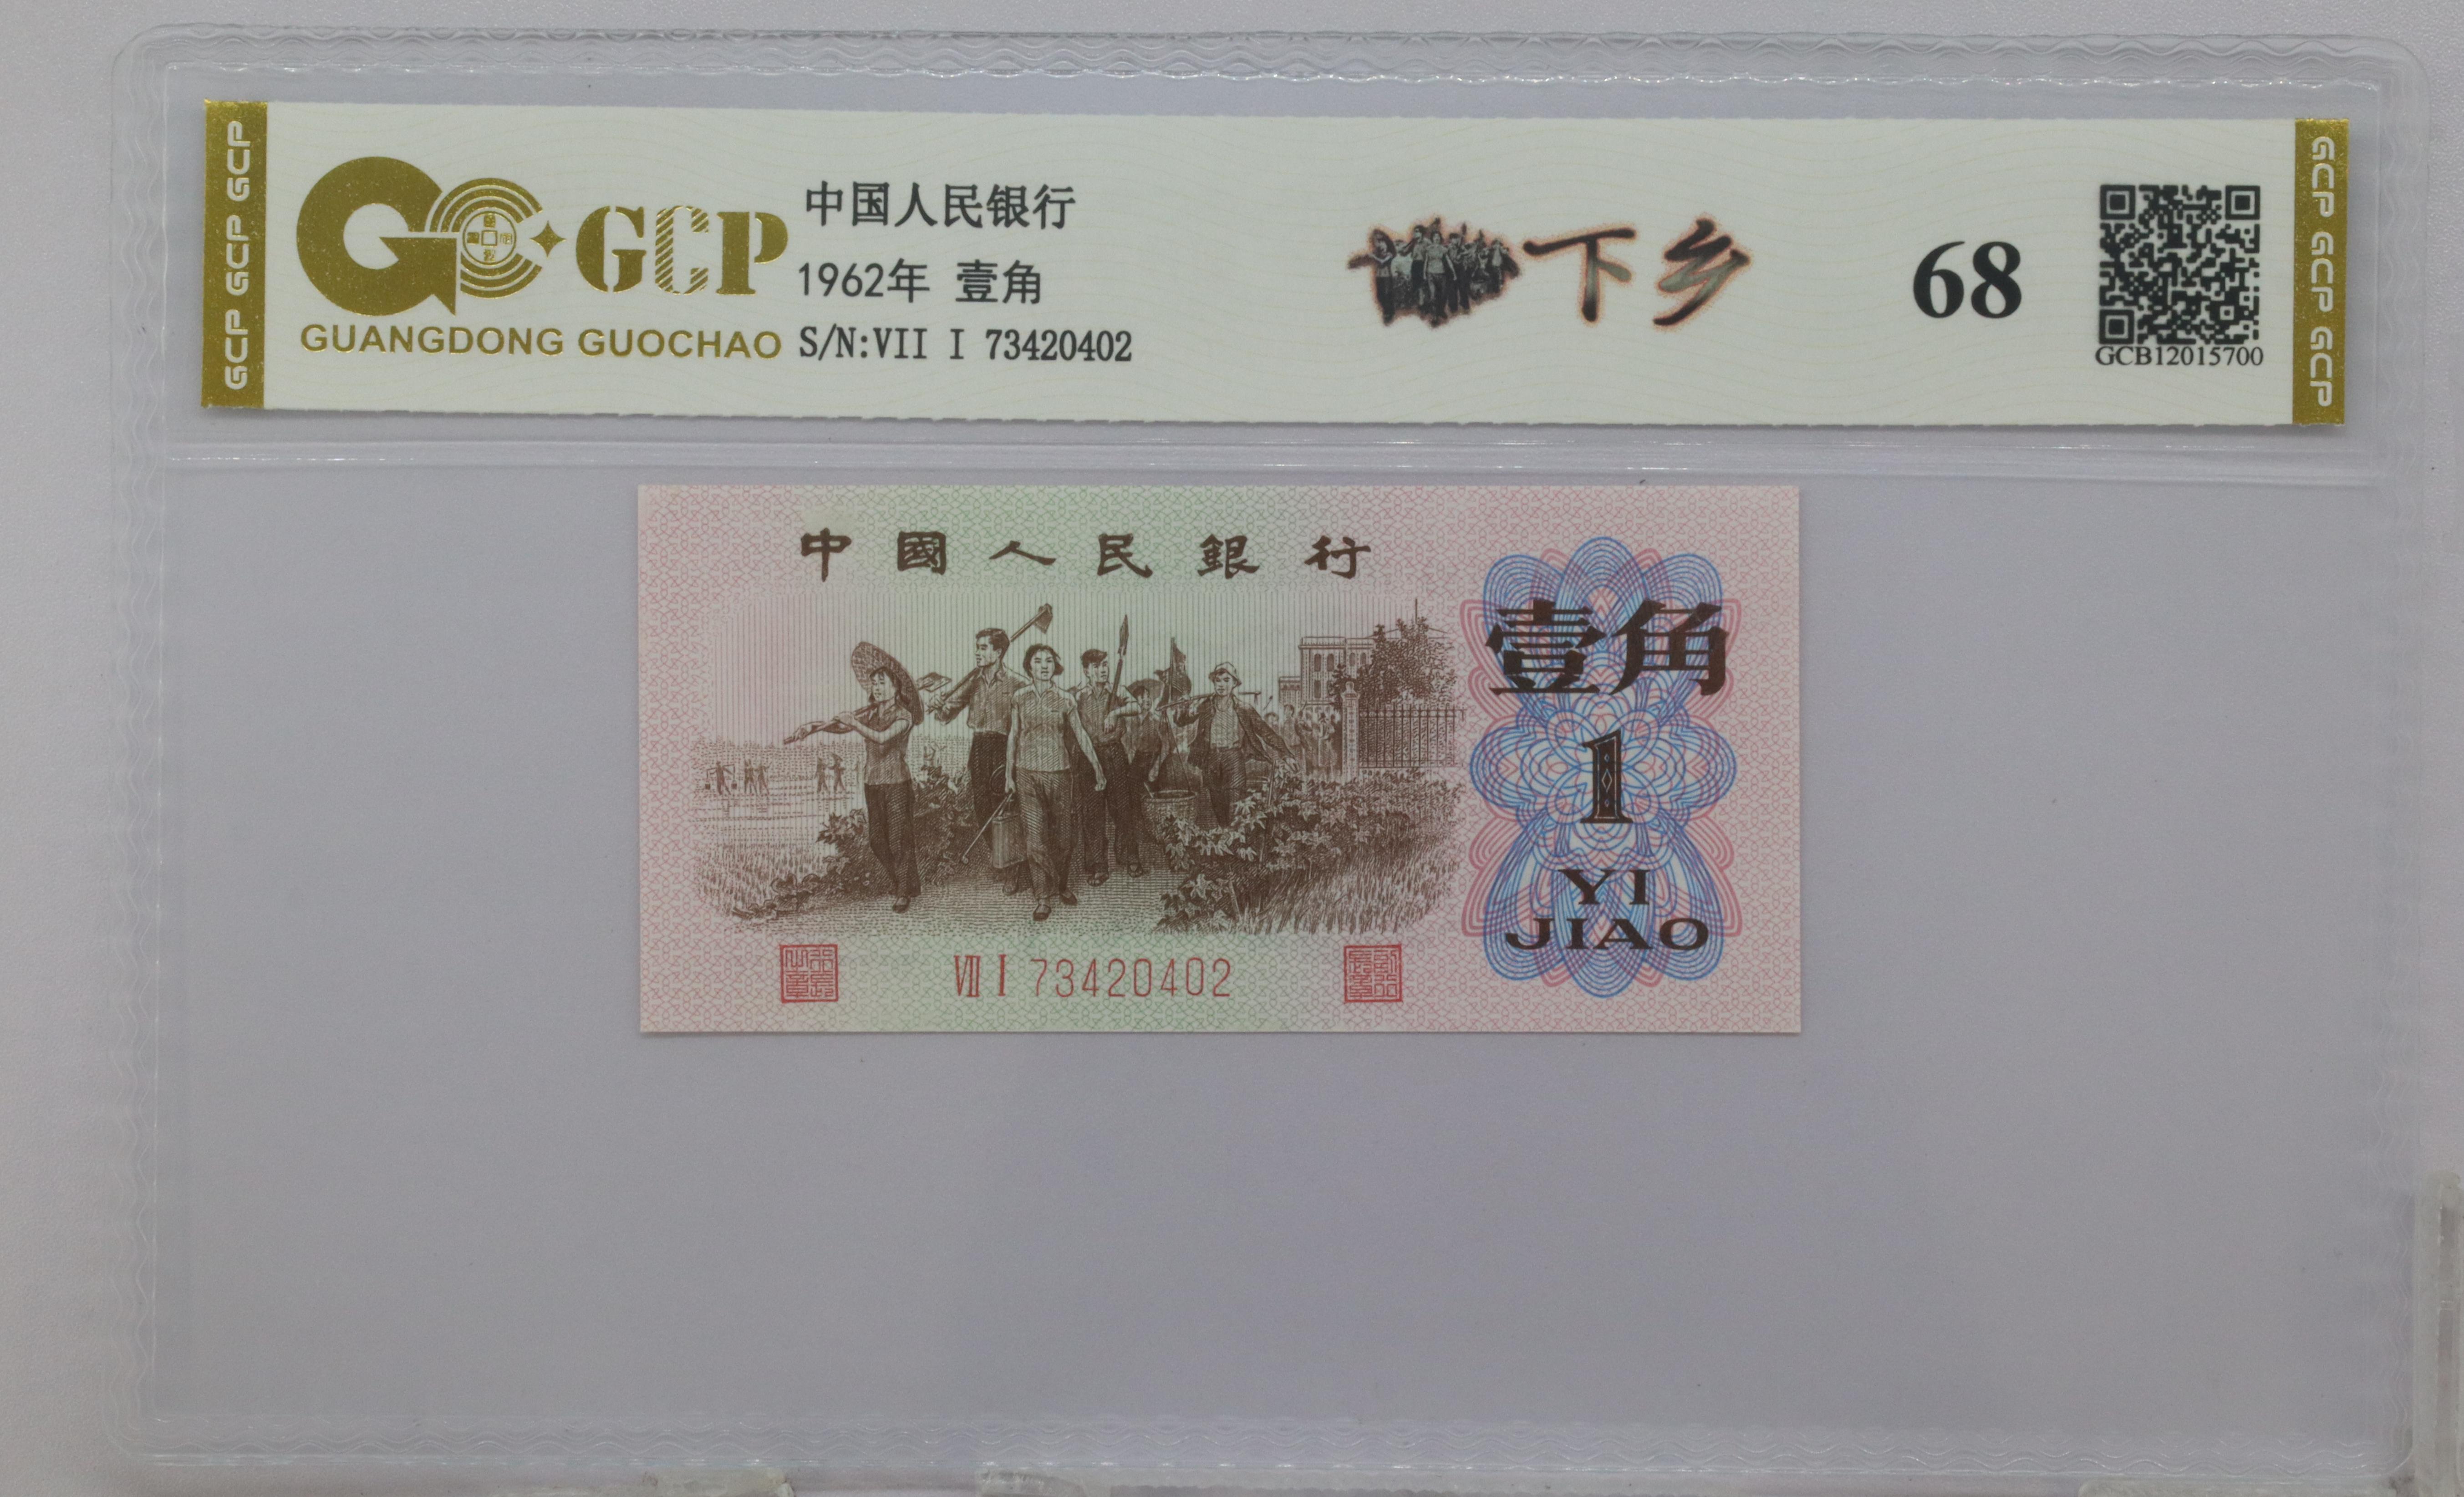 GCP GCP GCP
GCP
GUANGDONG GUOCHAO
中国人民银行
1962年 壹角
S/N:VII I 73420402
下乡
68
GCB12015700
GCP GCP GCP
中國人民銀行
壹角
1
YI
JIAO
VII I 73420402